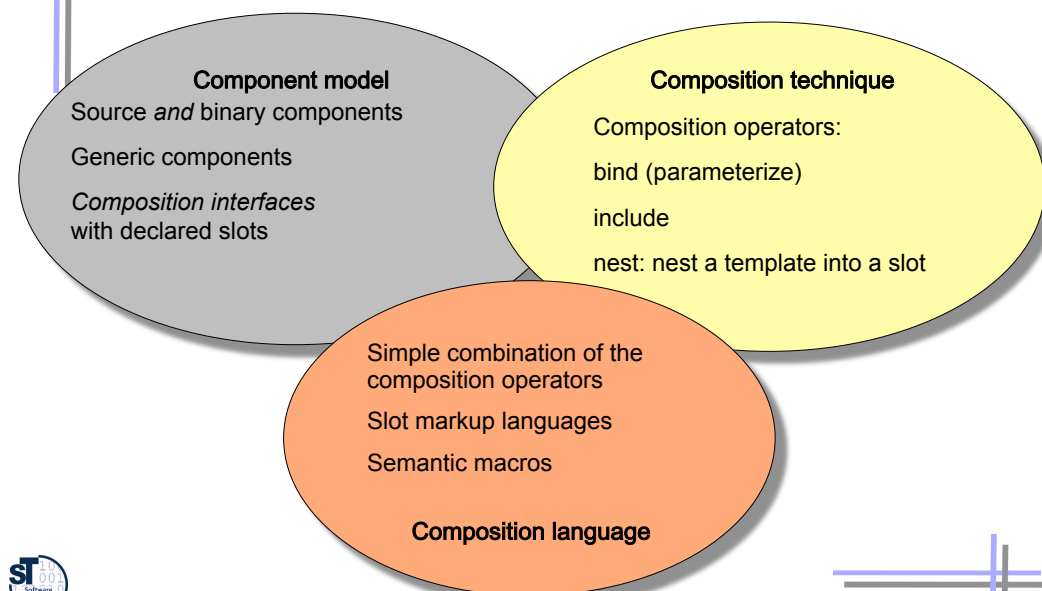 Component model
Source and binary components
Generic components
Composition interfaces
with declared slots
Composition technique
Composition operators:
bind (parameterize)
include
nest: nest a template into a slot
Simple combination of the
composition operators
Slot markup languages
Semantic macros
Composition language
ST
Software